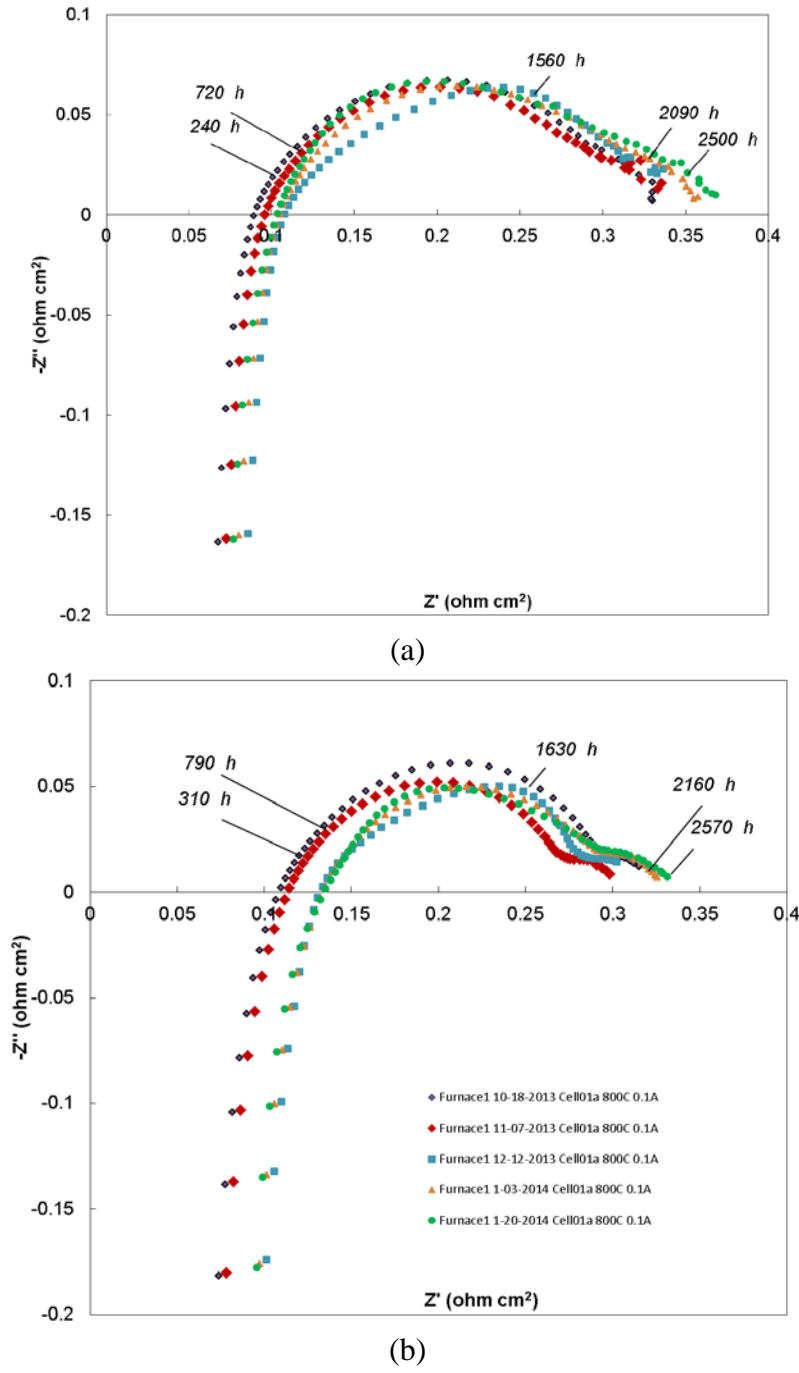 0.1
0.05
0
-0.05
-0.1
-0.15
-0.2
0 0.05 0.1 0.15 0.2 0.25 0.3 0.35 0.4
720 h
240 h
1560 h
2090 h
2500 h
-Z'' (ohm cm2)
Z' (ohm cm2)
(a)
0.1
0.05
0
-0.05
-0.1
-0.15
-0.2
0 0.05 0.1 0.15 0.2 0.25 0.3 0.35 0.4
790 h
310 h
1630 h
2160 h
2570 h
-Z'' (ohm cm2)
Furnace1 10-18-2013 Cell01a 800C 0.1A
Furnace1 11-07-2013 Cell01a 800C 0.1A
Furnace1 12-12-2013 Cell01a 800C 0.1A
Furnace1 1-03-2014 Cell01a 800C 0.1A
Furnace1 1-20-2014 Cell01a 800C 0.1A
Z' (ohm cm2)
(b)